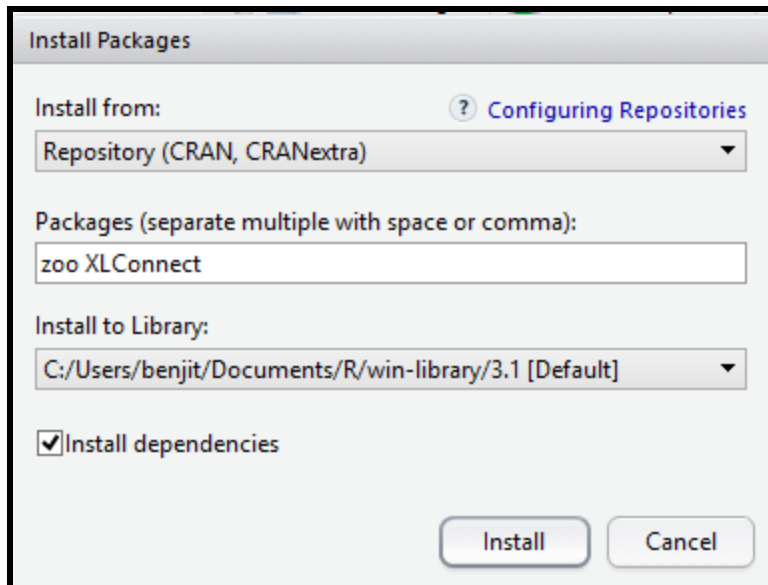 Install Packages
Install from:
? Configuring Repositories
Repository (CRAN, CRANextra)
Packages (separate multiple with space or comma):
zoo XLConnect
Install to Library:
C:/Users/benjit/Documents/R/win-library/3.1 [Default]
Install dependencies
Install
Cancel